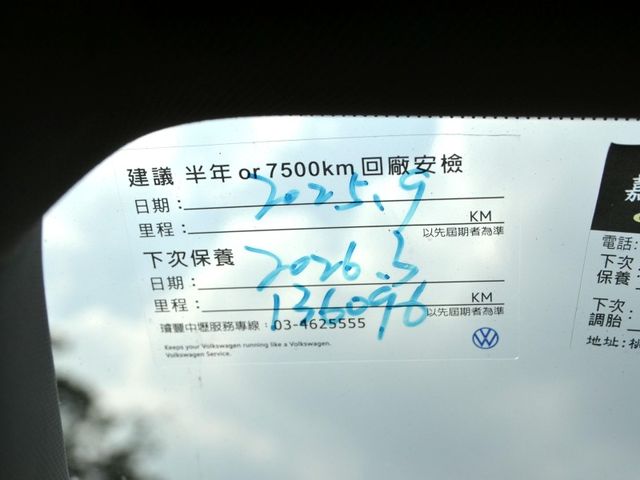 建議 半年 or 7500km 回廠安檢
日期： 2025.9
里程： KM
以先屆期者為準
下次保養
日期： 2026.3
里程： 136096 KM
以先屆期者為準
瑋豐中壢服務專線：03-4625555
Keeps your Volkswagen running like a Volkswagen.
Volkswagen Service.
嘉
電話：
下次
保養
下次：
調胎
地址：桃